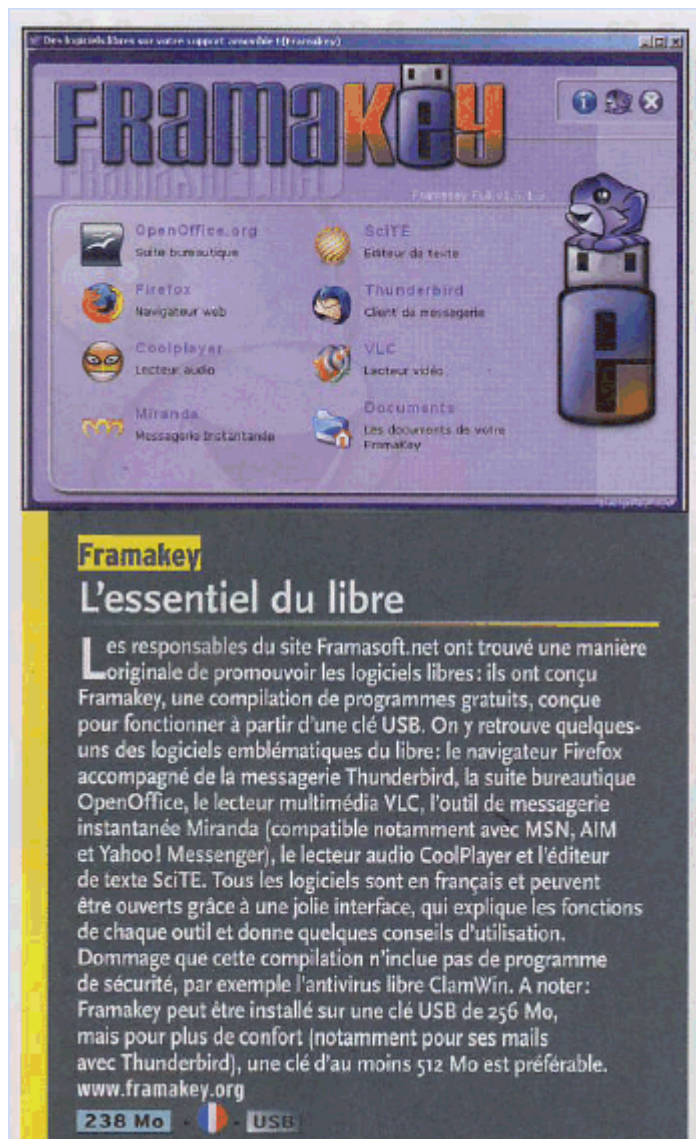 Des logiciels libres sur votre support amovible ! (Framakey)
FRamaKey
FRamasoft.net
Framakey Full v1.5.1.5
OpenOffice.org
Suite bureautique
SciTE
Editeur de texte
Firefox
Navigateur web
Thunderbird
Client de messagerie
Coolplayer
Lecteur audio
VLC
Lecteur vidéo
Miranda
Messagerie Instantanée
Documents
Les documents de votre
FramaKey
Framakey
L'essentiel du libre
Les responsables du site Framasoft.net ont trouvé une manière
originale de promouvoir les logiciels libres : ils ont conçu
Framakey, une compilation de programmes gratuits, conçue
pour fonctionner à partir d'une clé USB. On y retrouve quelques-
uns des logiciels emblématiques du libre : le navigateur Firefox
accompagné de la messagerie Thunderbird, la suite bureautique
OpenOffice, le lecteur multimédia VLC, l'outil de messagerie
instantanée Miranda (compatible notamment avec MSN, AIM
et Yahoo! Messenger), le lecteur audio CoolPlayer et l'éditeur
de texte SciTE. Tous les logiciels sont en français et peuvent
être ouverts grâce à une jolie interface, qui explique les fonctions
de chaque outil et donne quelques conseils d'utilisation.
Dommage que cette compilation n'inclue pas de programme
de sécurité, par exemple l'antivirus libre ClamWin. A noter :
Framakey peut être installé sur une clé USB de 256 Mo,
mais pour plus de confort (notamment pour ses mails
avec Thunderbird), une clé d'au moins 512 Mo est préférable.
www.framakey.org
238 Mo - - USB